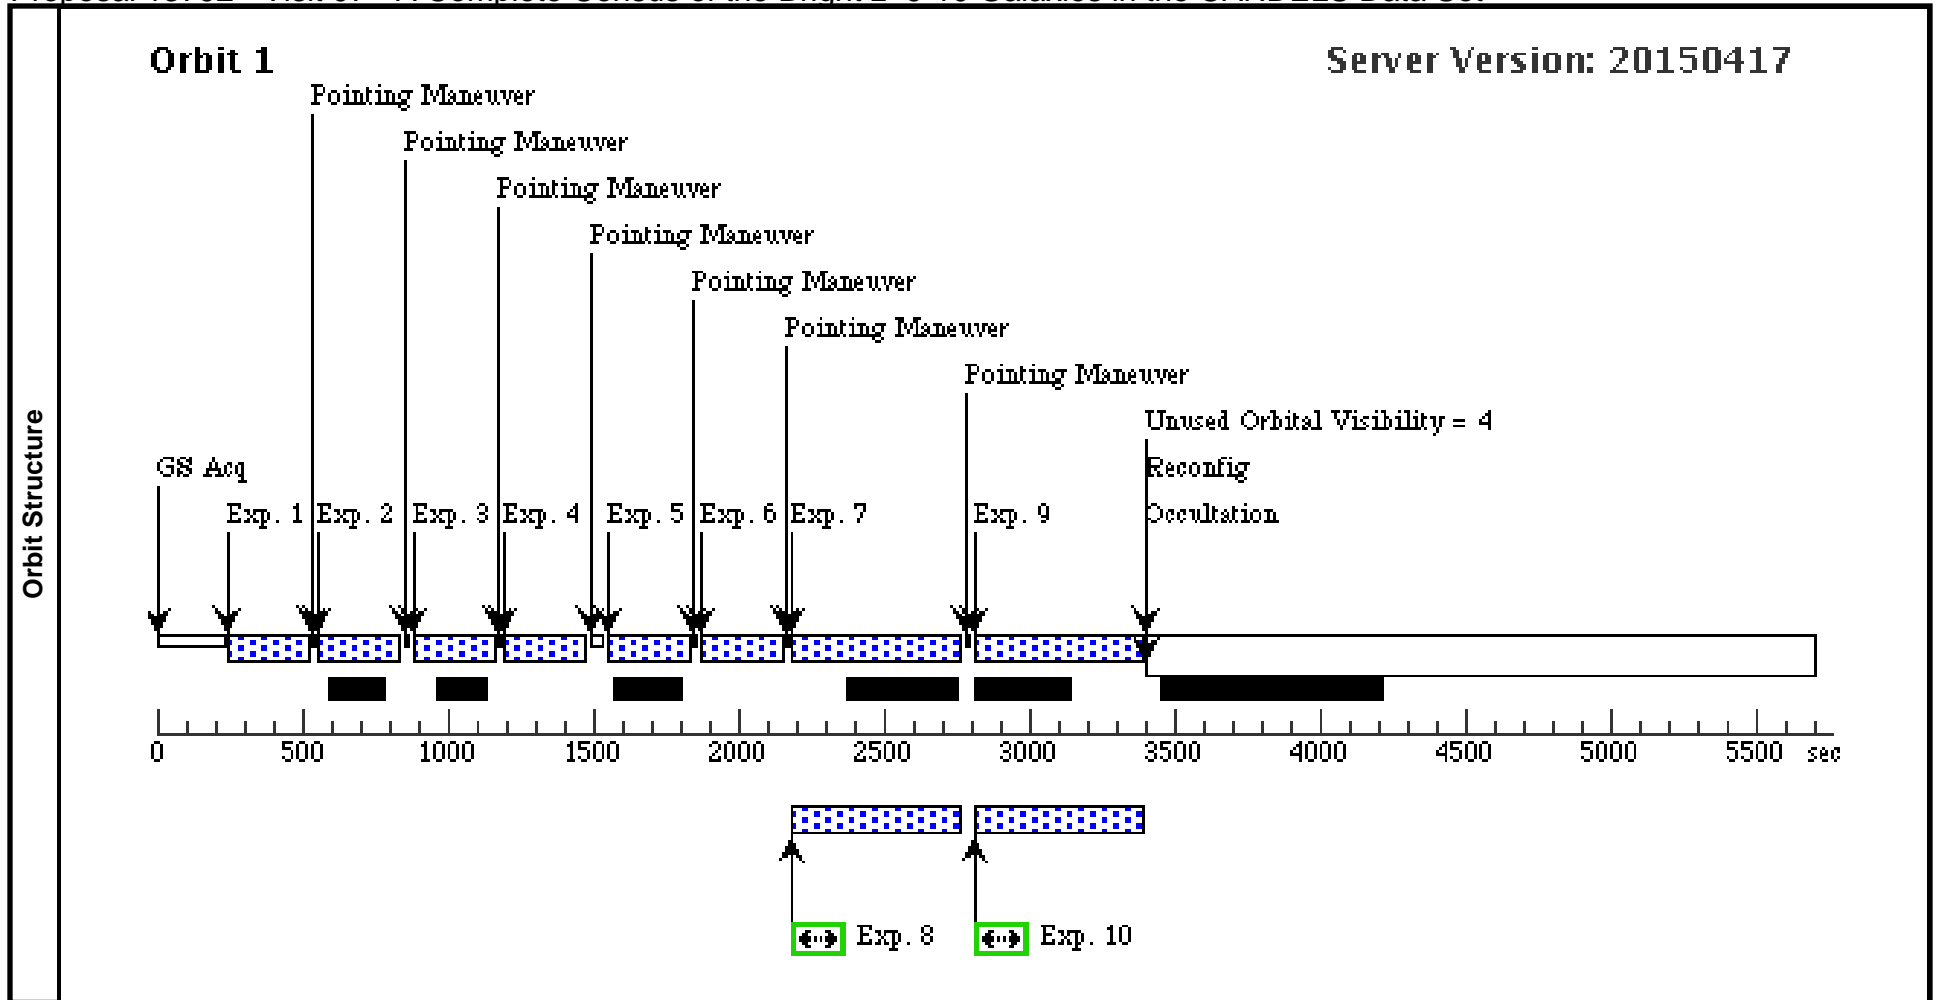 Orbit 1
Server Version: 20150417
Pointing Maneuver
Pointing Maneuver
Pointing Maneuver
Pointing Maneuver
Pointing Maneuver
Pointing Maneuver
Pointing Maneuver
Unused Orbital Visibility = 4
GS Acq
Reconfig
Exp. 1 Exp. 2 Exp. 3 Exp. 4 Exp. 5 Exp. 6 Exp. 7 Exp. 9
Occultation
Orbit Structure
0 500 1000 1500 2000 2500 3000 3500 4000 4500 5000 5500 sec
Exp. 8 Exp. 10